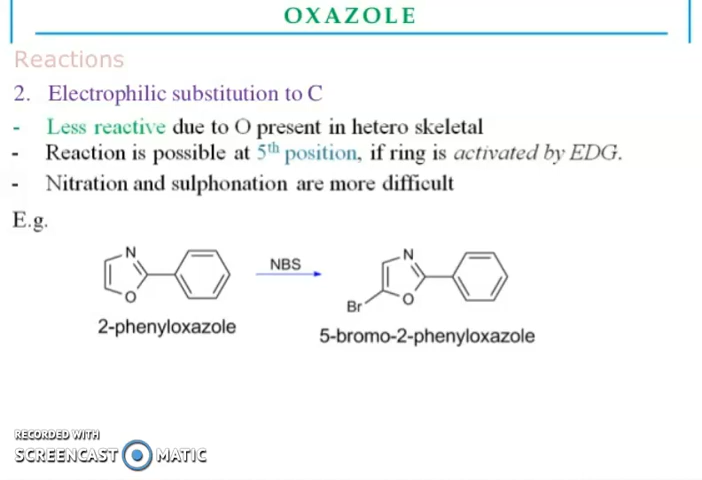 OXAZOLE
Reactions
2. Electrophilic substitution to C
- Less reactive due to O present in hetero skeletal
- Reaction is possible at 5th position, if ring is activated by EDG.
- Nitration and sulphonation are more difficult
E.g.
N
O
NBS
N
O
Br
2-phenyloxazole
5-bromo-2-phenyloxazole
RECORDED WITH
SCREENCAST MATIC